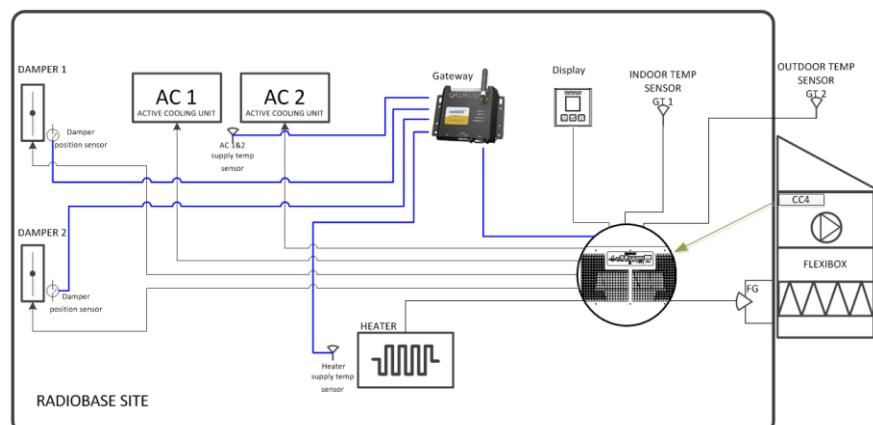 DAMPER 1
AC 1
ACTIVE COOLING UNIT
AC 2
ACTIVE COOLING UNIT
Gateway
Display
INDOOR TEMP
SENSOR
GT 1
OUTDOOR TEMP
SENSOR
GT 2
Damper
position sensor
AC 1&2
supply temp
sensor
CC4
DAMPER 2
FLEXIBOX
Damper
position sensor
FG
HEATER
Heater
supply temp
sensor
RADIOBASE SITE